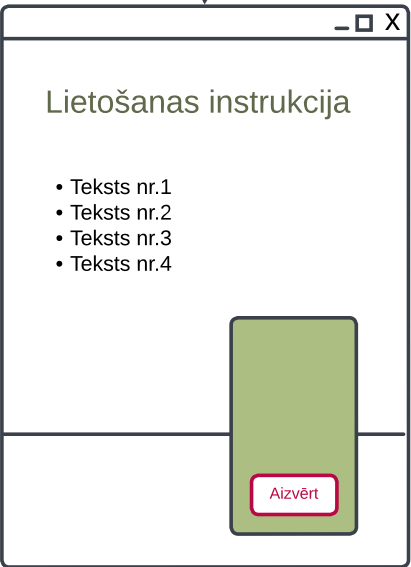 X
Lietošanas instrukcija
• Teksts nr.1
• Teksts nr.2
• Teksts nr.3
• Teksts nr.4
Aizvērt